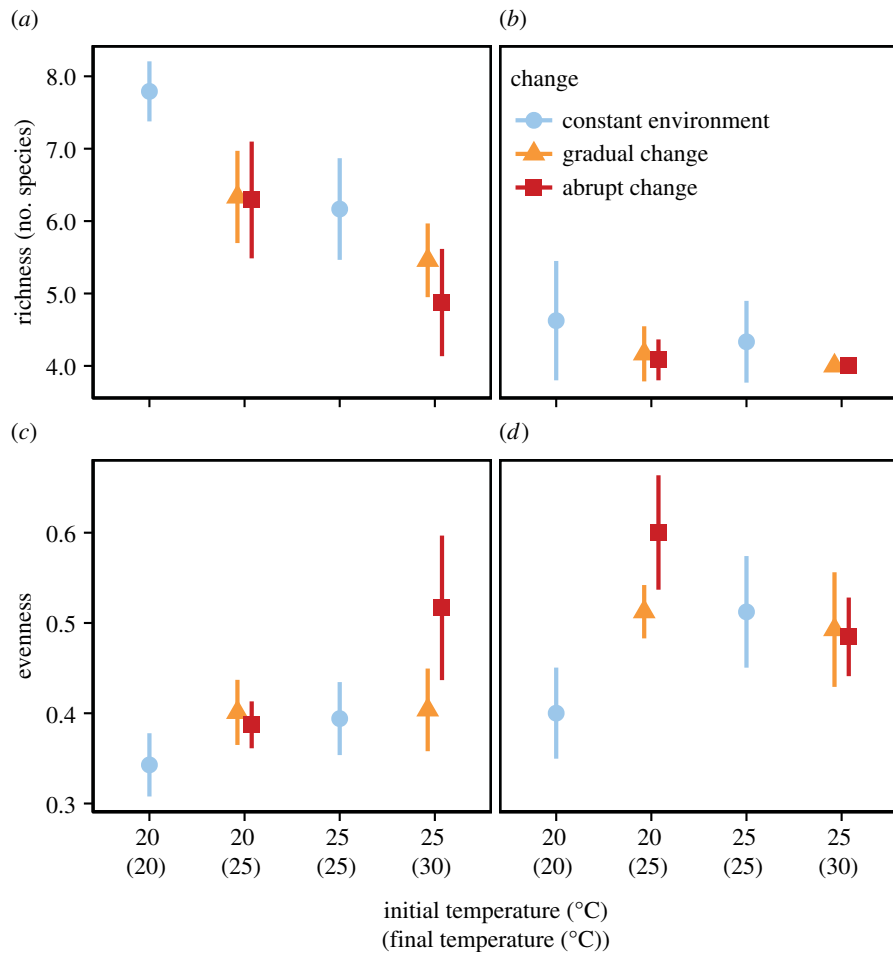 (a)
(b)
richness (no. species)
8.0
7.0
6.0
5.0
4.0
change
constant environment
gradual change
abrupt change
(c)
(d)
evenness
0.6
0.5
0.4
0.3
20 20 25 25 20 20 25 25
(20) (25) (25) (30) (20) (25) (25) (30)
initial temperature (°C)
(final temperature (°C))